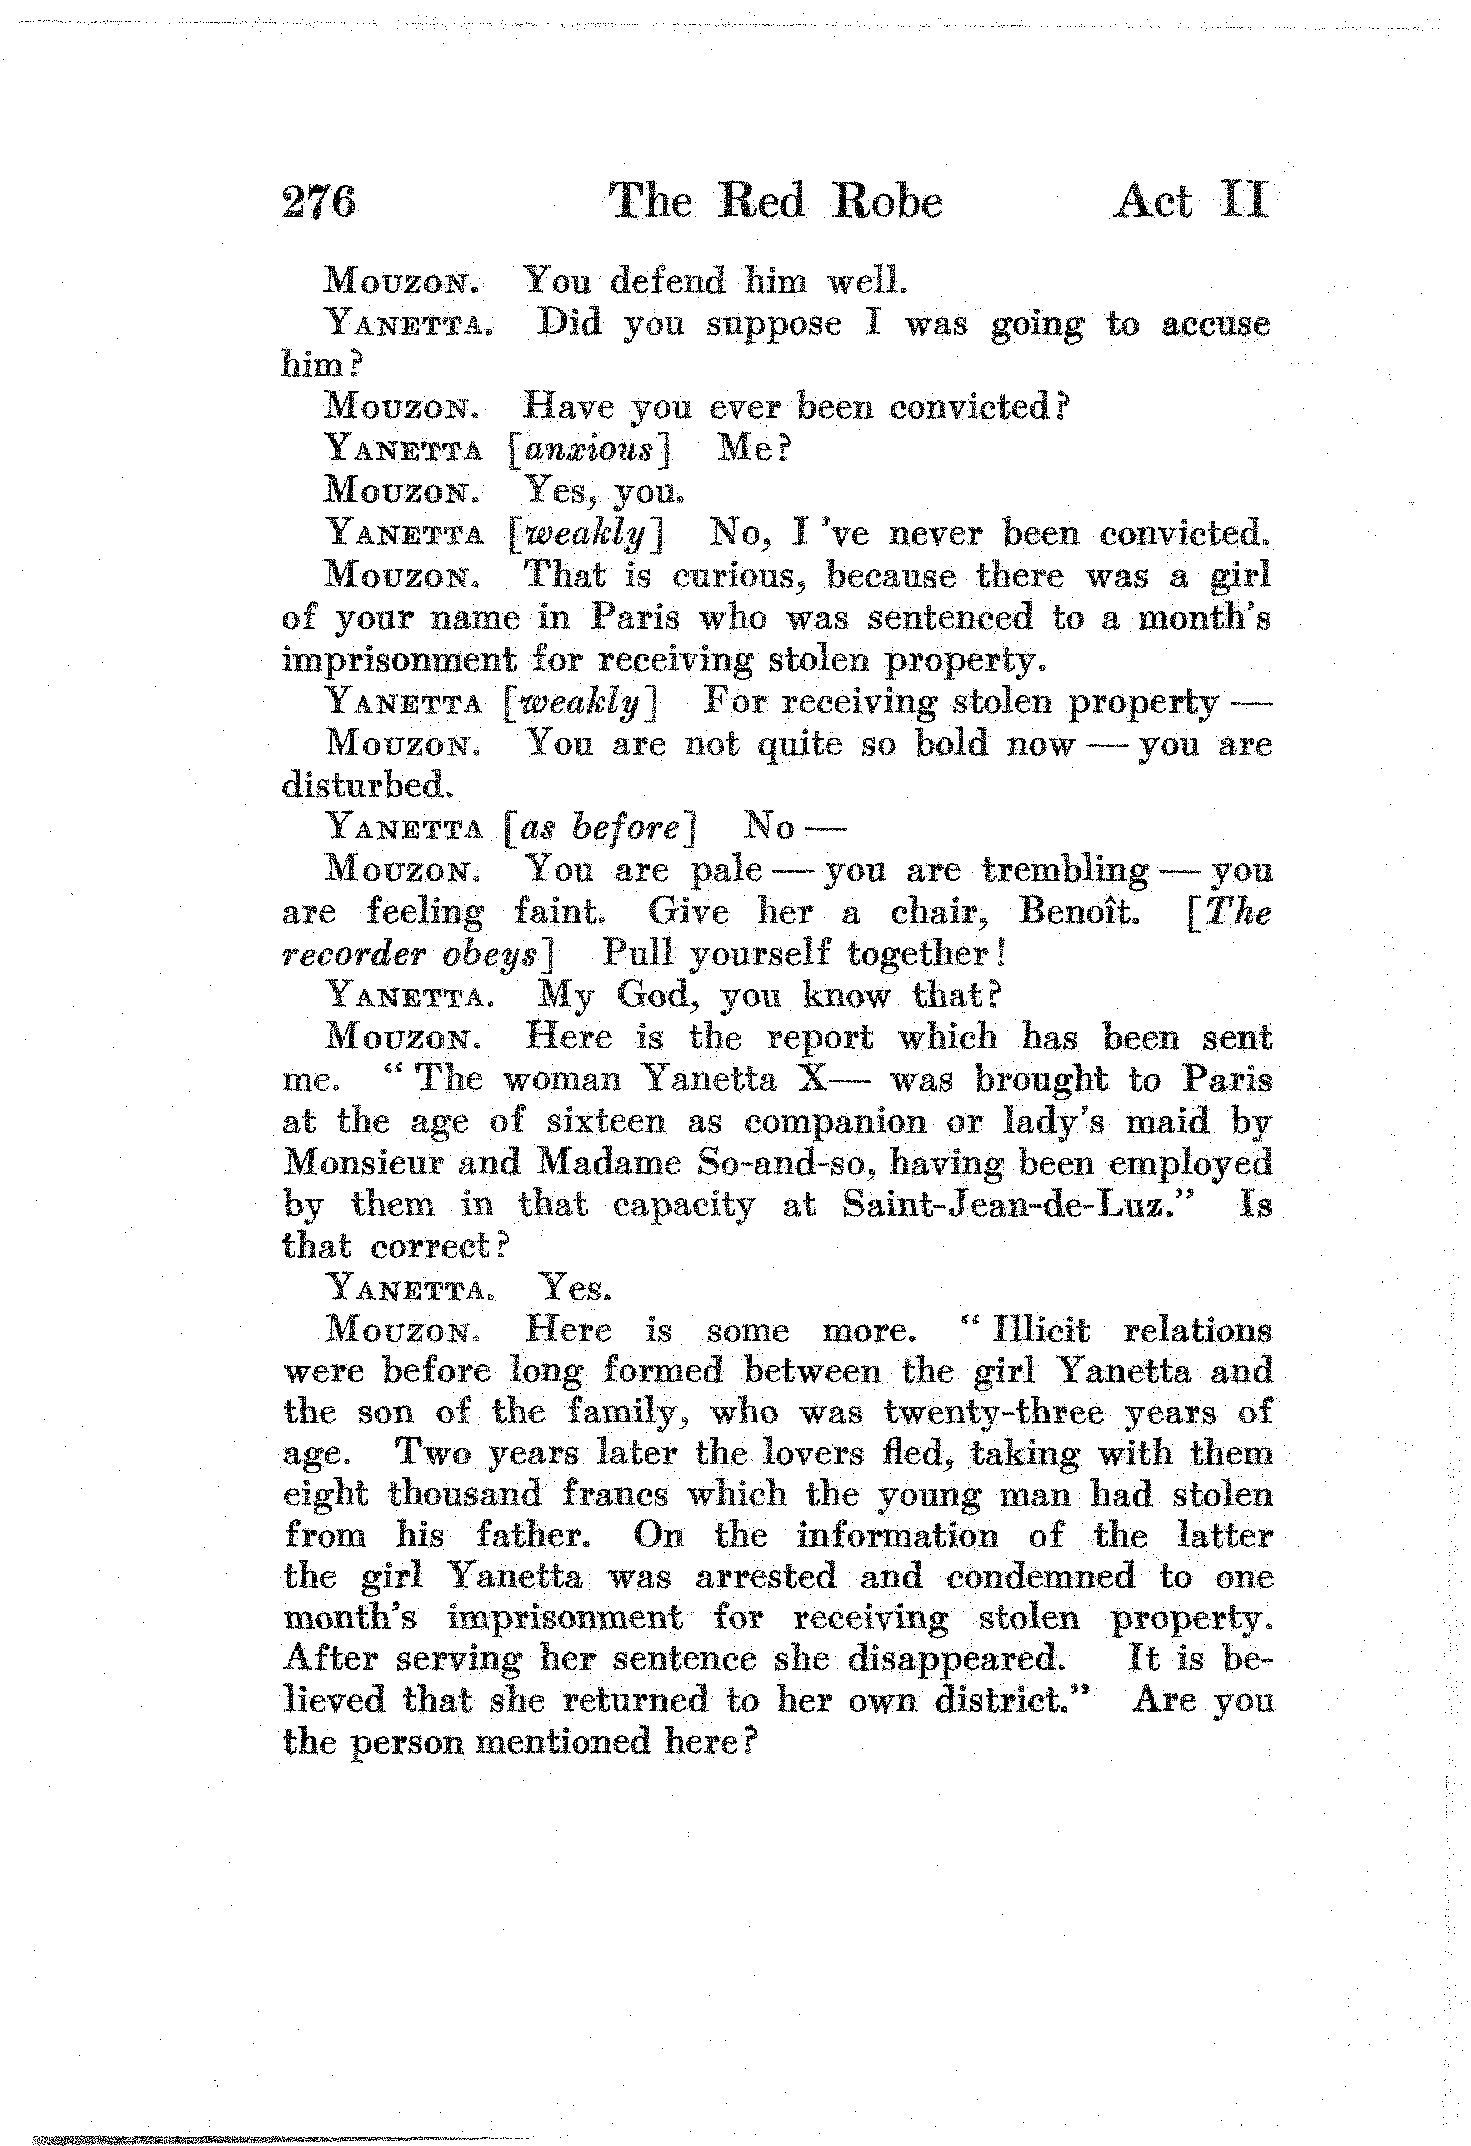 276 The Red Robe Act II
Mouzon. You defend him well.
Yanetta. Did you suppose I was going to accuse
him?
Mouzon. Have you ever been convicted?
Yanetta [anxious] Me?
Mouzon. Yes, you.
Yanetta [weakly] No, I 've never been convicted.
Mouzon. That is curious, because there was a girl
of your name in Paris who was sentenced to a month's
imprisonment for receiving stolen property.
Yanetta [weakly] For receiving stolen property —
Mouzon. You are not quite so bold now — you are
disturbed.
Yanetta [as before] No —
Mouzon. You are pale — you are trembling — you
are feeling faint. Give her a chair, Benoît. [The
recorder obeys] Pull yourself together!
Yanetta. My God, you know that?
Mouzon. Here is the report which has been sent
me. "The woman Yanetta X— was brought to Paris
at the age of sixteen as companion or lady's maid by
Monsieur and Madame So-and-so, having been employed
by them in that capacity at Saint-Jean-de-Luz." Is
that correct?
Yanetta. Yes.
Mouzon. Here is some more. "Illicit relations
were before long formed between the girl Yanetta and
the son of the family, who was twenty-three years of
age. Two years later the lovers fled, taking with them
eight thousand francs which the young man had stolen
from his father. On the information of the latter
the girl Yanetta was arrested and condemned to one
month's imprisonment for receiving stolen property.
After serving her sentence she disappeared. It is be-
lieved that she returned to her own district." Are you
the person mentioned here?